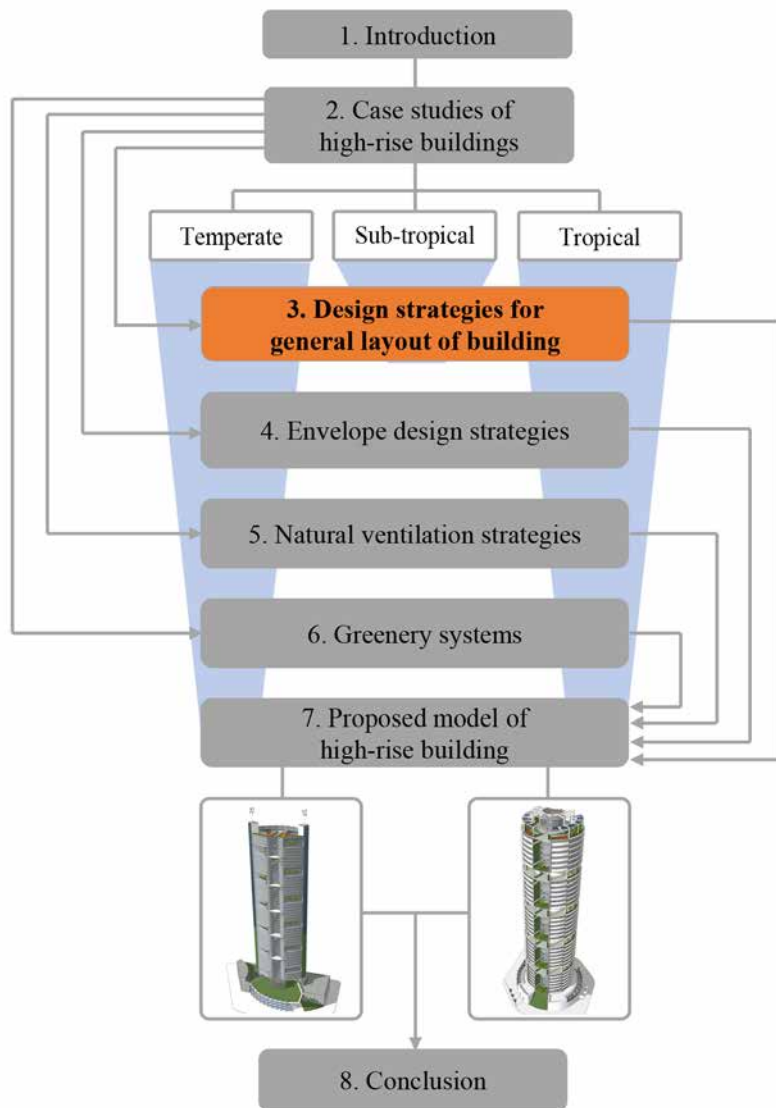 1. Introduction
2. Case studies of
high-rise buildings
Temperate
Sub-tropical
Tropical
3. Design strategies for
general layout of building
4. Envelope design strategies
5. Natural ventilation strategies
6. Greenery systems
7. Proposed model of
high-rise building
8. Conclusion